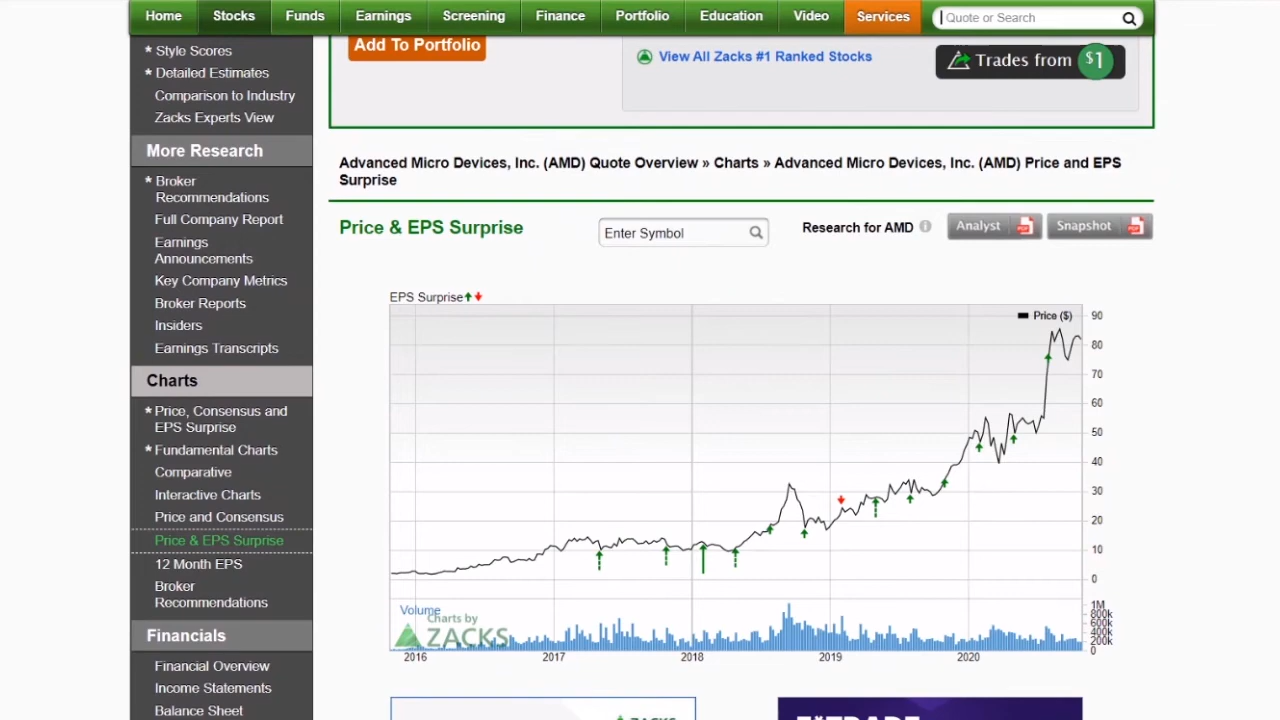 Home Stocks Funds Earnings Screening Finance Portfolio Education Video Services Quote or Search
* Style Scores
* Detailed Estimates
Comparison to Industry
Zacks Experts View
More Research
* Broker
Recommendations
Full Company Report
Earnings
Announcements
Key Company Metrics
Broker Reports
Insiders
Earnings Transcripts
Charts
* Price, Consensus and
EPS Surprise
* Fundamental Charts
Comparative
Interactive Charts
Price and Consensus
Price & EPS Surprise
12 Month EPS
Broker
Recommendations
Financials
Financial Overview
Income Statements
Balance Sheet
Add To Portfolio
View All Zacks #1 Ranked Stocks
Trades from $1
Advanced Micro Devices, Inc. (AMD) Quote Overview » Charts » Advanced Micro Devices, Inc. (AMD) Price and EPS
Surprise
Price & EPS Surprise
Enter Symbol
Research for AMD
Analyst
Snapshot
EPS Surprise
Price ($)
90
80
70
60
50
40
30
20
10
0
Volume
Charts by
ZACKS
1M
800k
600k
400k
200k
0
2016 2017 2018 2019 2020
ZACKS
E*TRADE